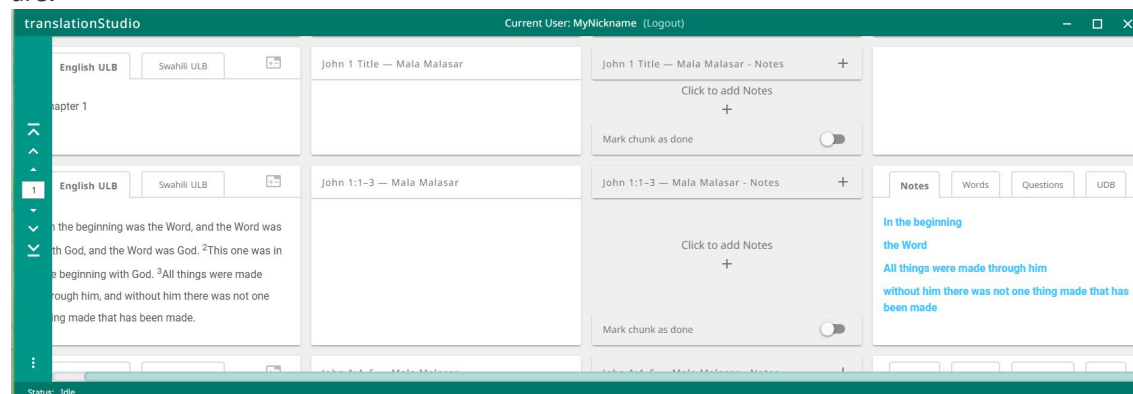 are.
translationStudio
Current User: MyNickname (Logout)
English ULB
Swahili ULB
John 1 Title — Mala Malasar
John 1 Title — Mala Malasar - Notes
+
hapter 1
Click to add Notes
+
Mark chunk as done
1
English ULB
Swahili ULB
John 1:1–3 — Mala Malasar
John 1:1–3 — Mala Malasar - Notes
+
Notes
Words
Questions
UDB
the beginning was the Word, and the Word was
th God, and the Word was God. ²This one was in
e beginning with God. ³All things were made
rough him, and without him there was not one
ing made that has been made.
Click to add Notes
+
Mark chunk as done
In the beginning
the Word
All things were made through him
without him there was not one thing made that has
been made
Status: Idle